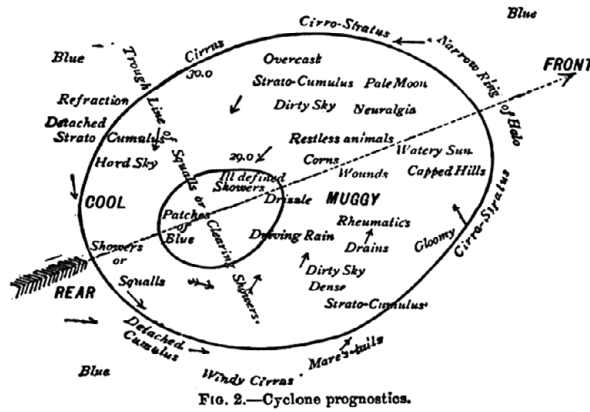 Blue
Cirro-Stratus
Blue
Cirrus
30.0
Narrow Ring of Halo
FRONT
Overcast
Strato-Cumulus
Pale Moon
Dirty Sky
Neuralgia
Refraction
Detached
Strato Cumulus
Hard Sky
Trough Line of Squalls or Clearing Showers.
Restless animals
29.0
Corns
Watery Sun.
Ill defined
Showers
Wounds
Capped Hills
COOL
Drizzle
MUGGY
Patches
of
Blue
Rheumatics
Driving Rain
Drains
Gloomy
Cirro-Stratus
Showers
or
Squalls
Dirty Sky
Dense
Strato-Cumulus
REAR
Detached
Cumulus
Mare's-tails
Blue
Windy Cirrus
FIG. 2.—Cyclone prognostics.